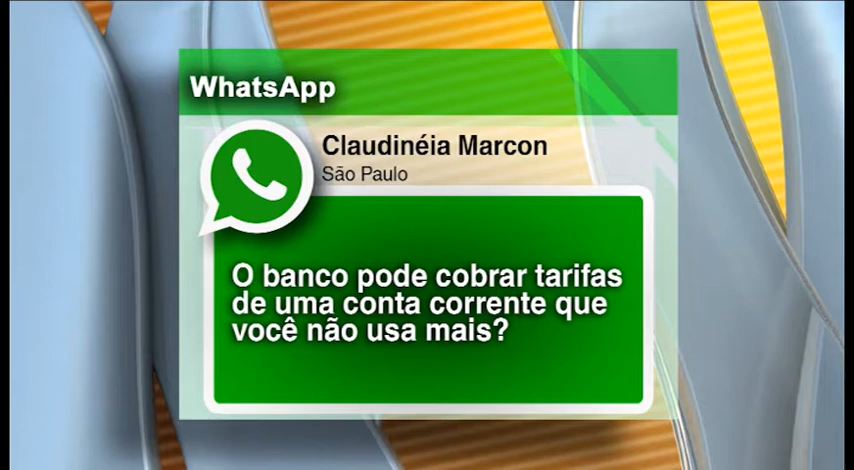 WhatsApp
Claudinéia Marcon
São Paulo
O banco pode cobrar tarifas
de uma conta corrente que
você não usa mais?